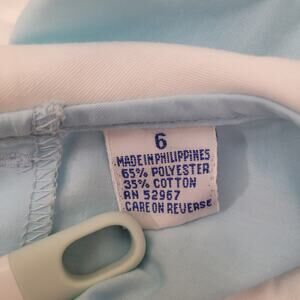 6
MADE IN PHILIPPINES
65% POLYESTER
35% COTTON
RN 52967
CARE ON REVERSE